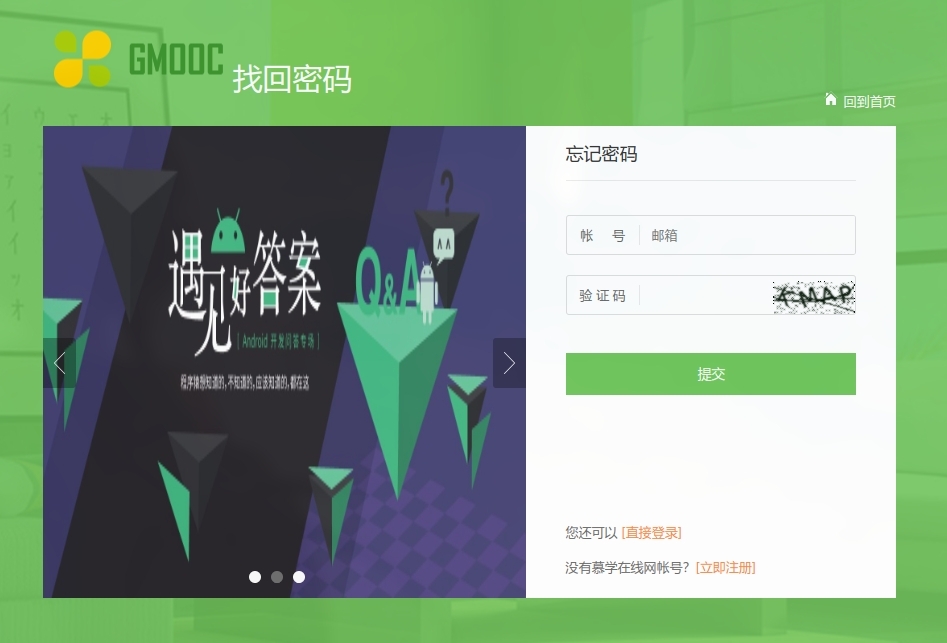 GMOOC
找回密码
回到首页
遇见好答案
Q&A
?
[ Android 开发问答专场 ]
程序猿想知道的,不知道的,应该知道的,都在这
忘记密码
帐 号
邮箱
验 证 码
提交
您还可以 [直接登录]
没有慕学在线网帐号? [立即注册]